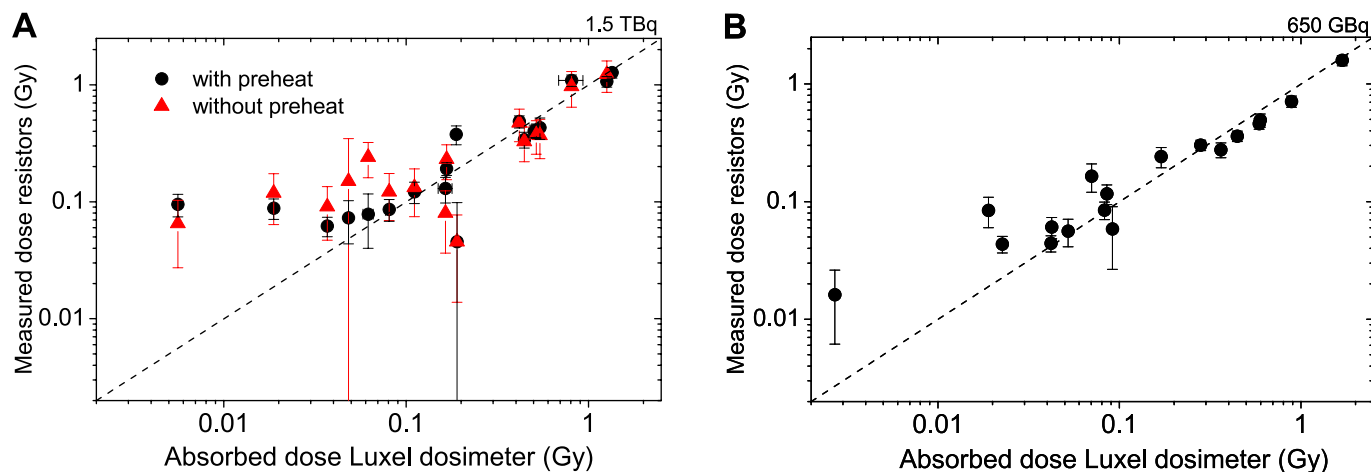 A
1.5 TBq
with preheat
without preheat
Measured dose resistors (Gy)
1
0.1
0.01
0.01
0.1
1
Absorbed dose Luxel dosimeter (Gy)
B
650 GBq
Measured dose resistors (Gy)
1
0.1
0.01
0.01
0.1
1
Absorbed dose Luxel dosimeter (Gy)